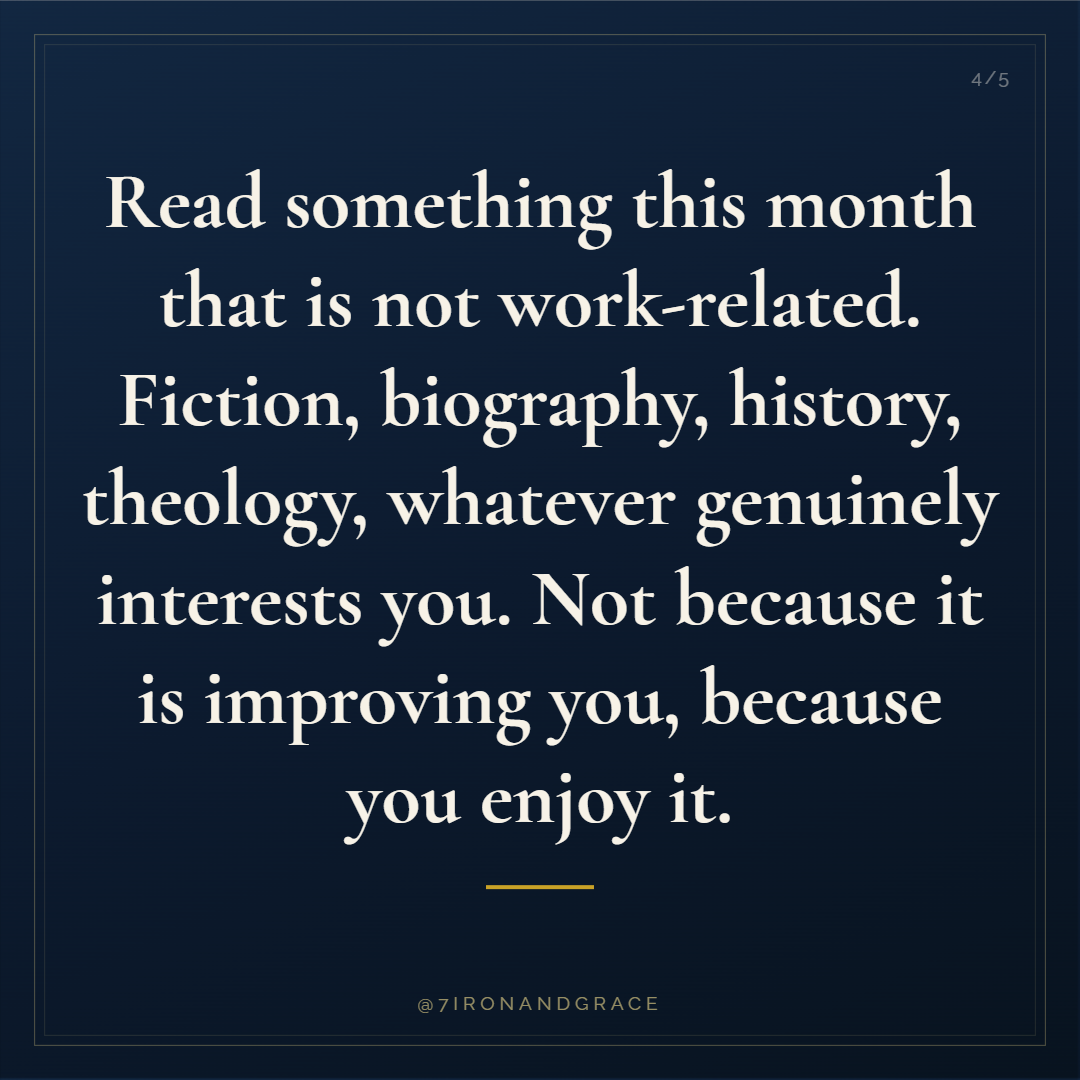 4/5
Read something this month
that is not work-related.
Fiction, biography, history,
theology, whatever genuinely
interests you. Not because it
is improving you, because
you enjoy it.
@7IRONANDGRACE